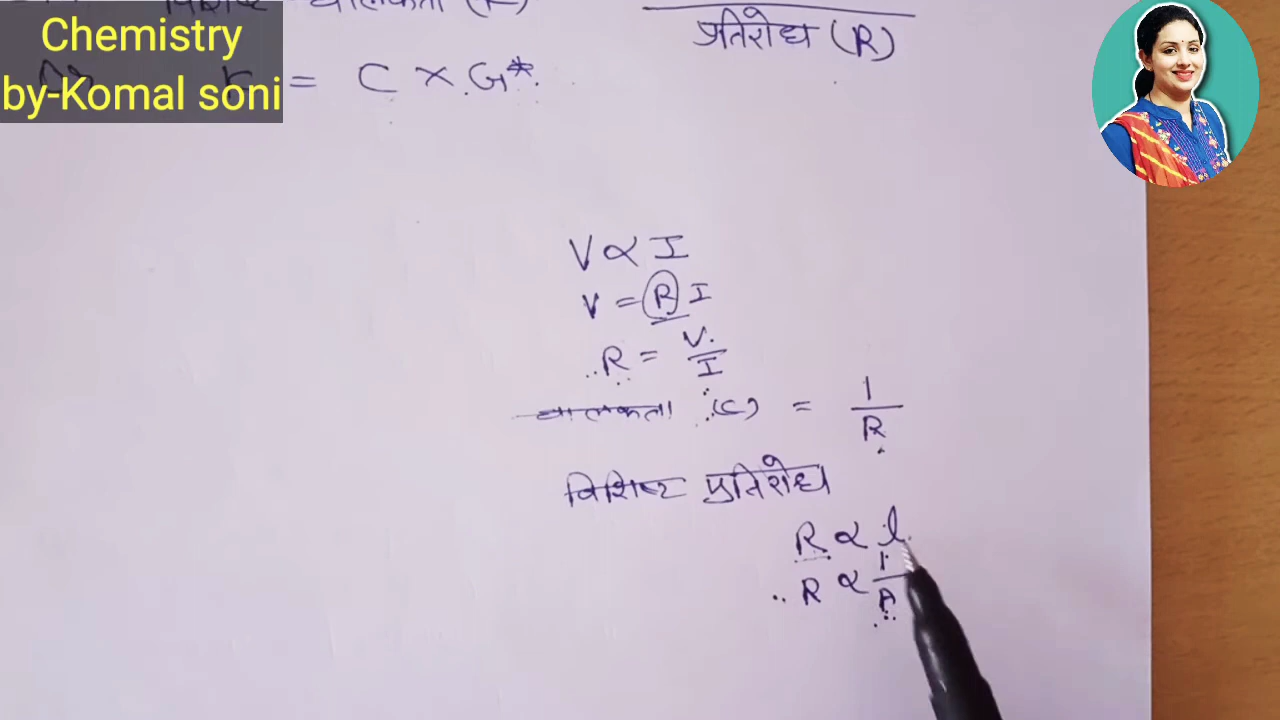 Chemistry
by-Komal soni
प्रतिरोध (R)
= C × G*
V ∝ I
V = R I
R = V/I
चालकता (C) = 1/R
विशिष्ट प्रतिरोध
R ∝ l
R ∝ 1/A